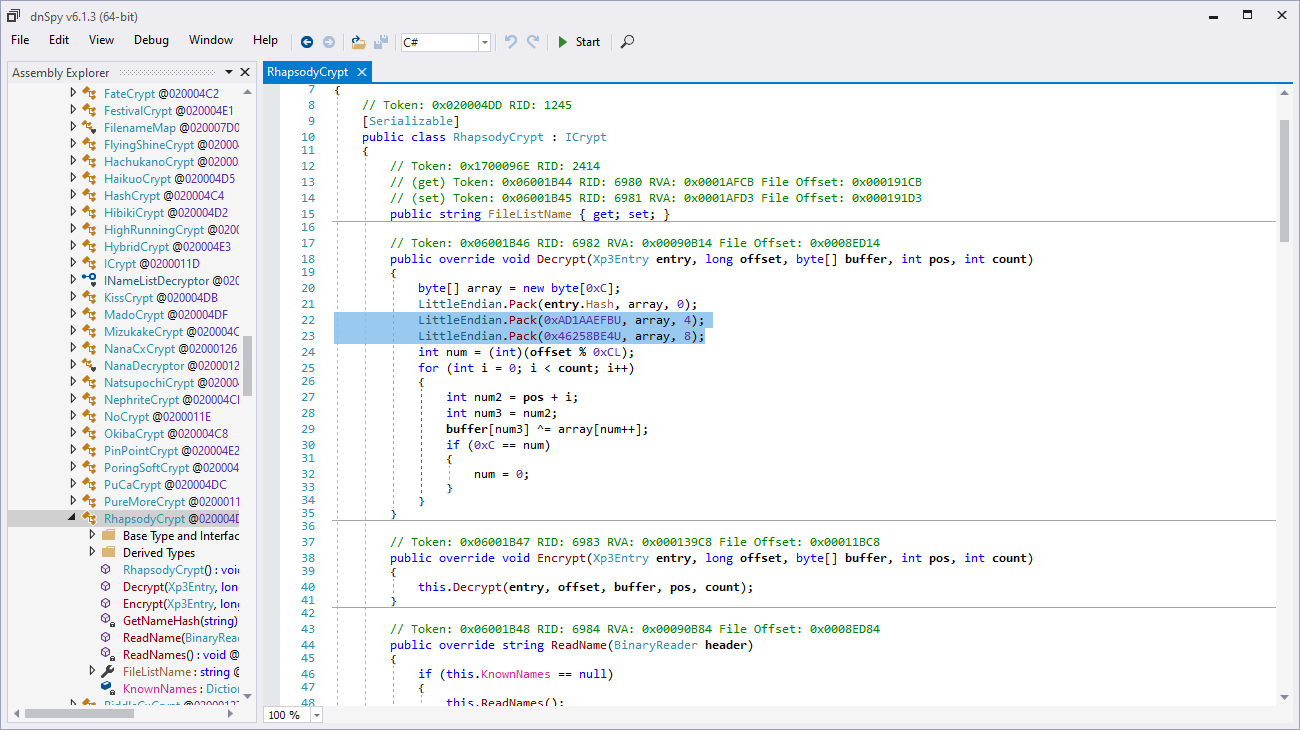 dnSpy v6.1.3 (64-bit)
File Edit View Debug Window Help C# Start
Assembly Explorer
FateCrypt @020004C2
FestivalCrypt @020004E1
FilenameMap @020007D0
FlyingShineCrypt @02000
HachukanoCrypt @02000
HaikuoCrypt @020004D5
HashCrypt @020004C4
HibikiCrypt @020004D2
HighRunningCrypt @0200
HybridCrypt @020004E3
ICrypt @0200011D
INameListDecryptor @020
KissCrypt @020004DB
MadoCrypt @020004DF
MizukakeCrypt @020004
NanaCxCrypt @02000126
NanaDecryptor @0200012
NatsupochiCrypt @02000
NephriteCrypt @020004
NoCrypt @0200011E
OkibaCrypt @020004C8
PinPointCrypt @020004E2
PoringSoftCrypt @020004
PuCaCrypt @020004DC
PureMoreCrypt @0200011
RhapsodyCrypt @020004D
Base Type and Interfac
Derived Types
RhapsodyCrypt() : void
Decrypt(Xp3Entry, lon
Encrypt(Xp3Entry, long
GetNameHash(string)
ReadName(BinaryRea
ReadNames() : void @
FileListName : string @
KnownNames : Diction
RiddleCxCrypt @0200012
RhapsodyCrypt
7 {
8 // Token: 0x020004DD RID: 1245
9 [Serializable]
10 public class RhapsodyCrypt : ICrypt
11 {
12 // Token: 0x1700096E RID: 2414
13 // (get) Token: 0x06001B44 RID: 6980 RVA: 0x0001AFCB File Offset: 0x000191CB
14 // (set) Token: 0x06001B45 RID: 6981 RVA: 0x0001AFD3 File Offset: 0x000191D3
15 public string FileListName { get; set; }
16
17 // Token: 0x06001B46 RID: 6982 RVA: 0x00090B14 File Offset: 0x0008ED14
18 public override void Decrypt(Xp3Entry entry, long offset, byte[] buffer, int pos, int count)
19 {
20 byte[] array = new byte[0xC];
21 LittleEndian.Pack(entry.Hash, array, 0);
22 LittleEndian.Pack(0xAD1AAEFBU, array, 4);
23 LittleEndian.Pack(0x46258BE4U, array, 8);
24 int num = (int)(offset % 0xCL);
25 for (int i = 0; i < count; i++)
26 {
27 int num2 = pos + i;
28 int num3 = num2;
29 buffer[num3] ^= array[num++];
30 if (0xC == num)
31 {
32 num = 0;
33 }
34 }
35 }
36
37 // Token: 0x06001B47 RID: 6983 RVA: 0x000139C8 File Offset: 0x00011BC8
38 public override void Encrypt(Xp3Entry entry, long offset, byte[] buffer, int pos, int count)
39 {
40 this.Decrypt(entry, offset, buffer, pos, count);
41 }
42
43 // Token: 0x06001B48 RID: 6984 RVA: 0x00090B84 File Offset: 0x0008ED84
44 public override string ReadName(BinaryReader header)
45 {
46 if (this.KnownNames == null)
47 {
48 this.ReadNames();
100 %